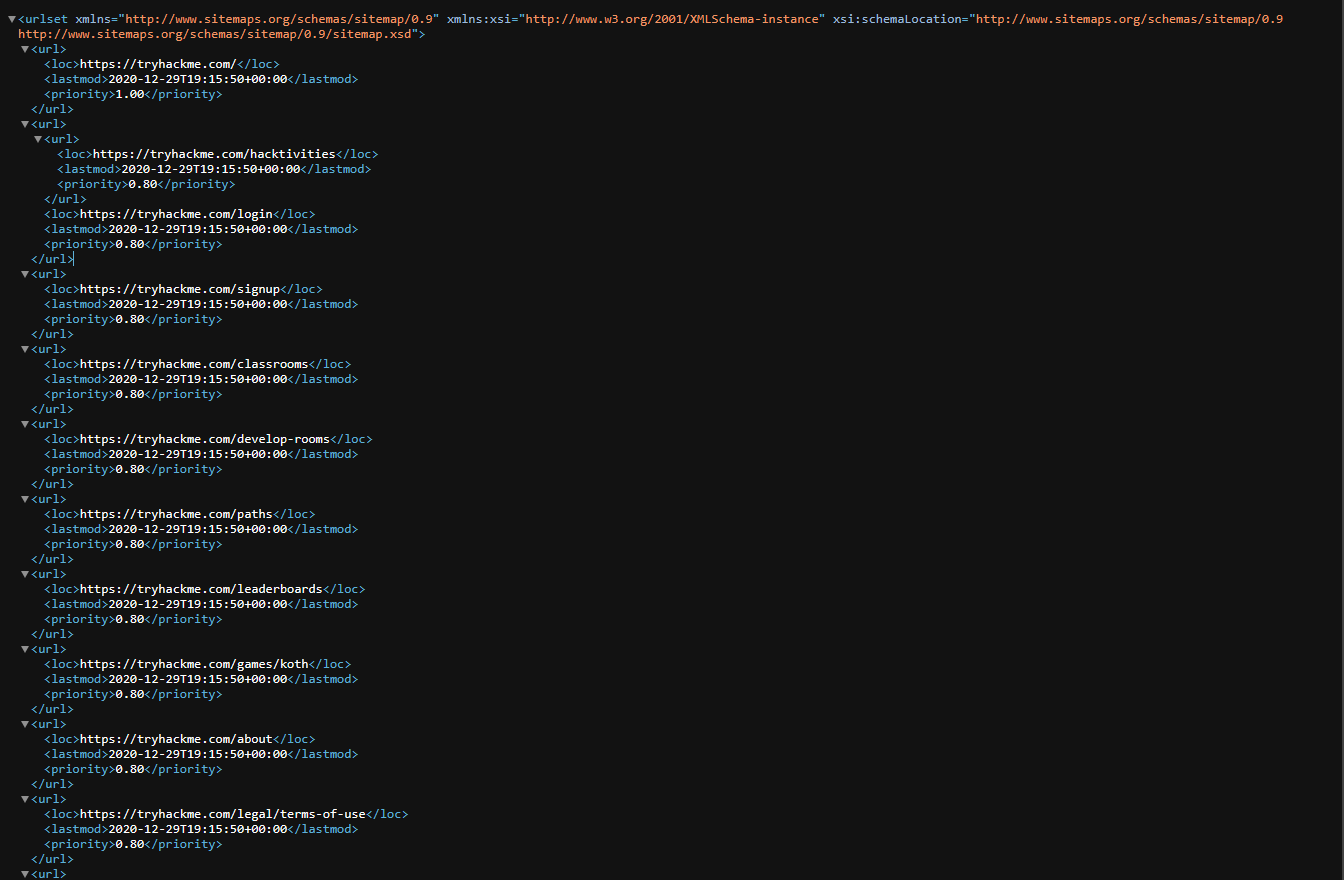 ▼<urlset xmlns="http://www.sitemaps.org/schemas/sitemap/0.9" xmlns:xsi="http://www.w3.org/2001/XMLSchema-instance" xsi:schemaLocation="http://www.sitemaps.org/schemas/sitemap/0.9
http://www.sitemaps.org/schemas/sitemap/0.9/sitemap.xsd">
▼<url>
<loc>https://tryhackme.com/</loc>
<lastmod>2020-12-29T19:15:50+00:00</lastmod>
<priority>1.00</priority>
</url>
▼<url>
▼<url>
<loc>https://tryhackme.com/hacktivities</loc>
<lastmod>2020-12-29T19:15:50+00:00</lastmod>
<priority>0.80</priority>
</url>
<loc>https://tryhackme.com/login</loc>
<lastmod>2020-12-29T19:15:50+00:00</lastmod>
<priority>0.80</priority>
</url>
▼<url>
<loc>https://tryhackme.com/signup</loc>
<lastmod>2020-12-29T19:15:50+00:00</lastmod>
<priority>0.80</priority>
</url>
▼<url>
<loc>https://tryhackme.com/classrooms</loc>
<lastmod>2020-12-29T19:15:50+00:00</lastmod>
<priority>0.80</priority>
</url>
▼<url>
<loc>https://tryhackme.com/develop-rooms</loc>
<lastmod>2020-12-29T19:15:50+00:00</lastmod>
<priority>0.80</priority>
</url>
▼<url>
<loc>https://tryhackme.com/paths</loc>
<lastmod>2020-12-29T19:15:50+00:00</lastmod>
<priority>0.80</priority>
</url>
▼<url>
<loc>https://tryhackme.com/leaderboards</loc>
<lastmod>2020-12-29T19:15:50+00:00</lastmod>
<priority>0.80</priority>
</url>
▼<url>
<loc>https://tryhackme.com/games/koth</loc>
<lastmod>2020-12-29T19:15:50+00:00</lastmod>
<priority>0.80</priority>
</url>
▼<url>
<loc>https://tryhackme.com/about</loc>
<lastmod>2020-12-29T19:15:50+00:00</lastmod>
<priority>0.80</priority>
</url>
▼<url>
<loc>https://tryhackme.com/legal/terms-of-use</loc>
<lastmod>2020-12-29T19:15:50+00:00</lastmod>
<priority>0.80</priority>
</url>
▼<url>